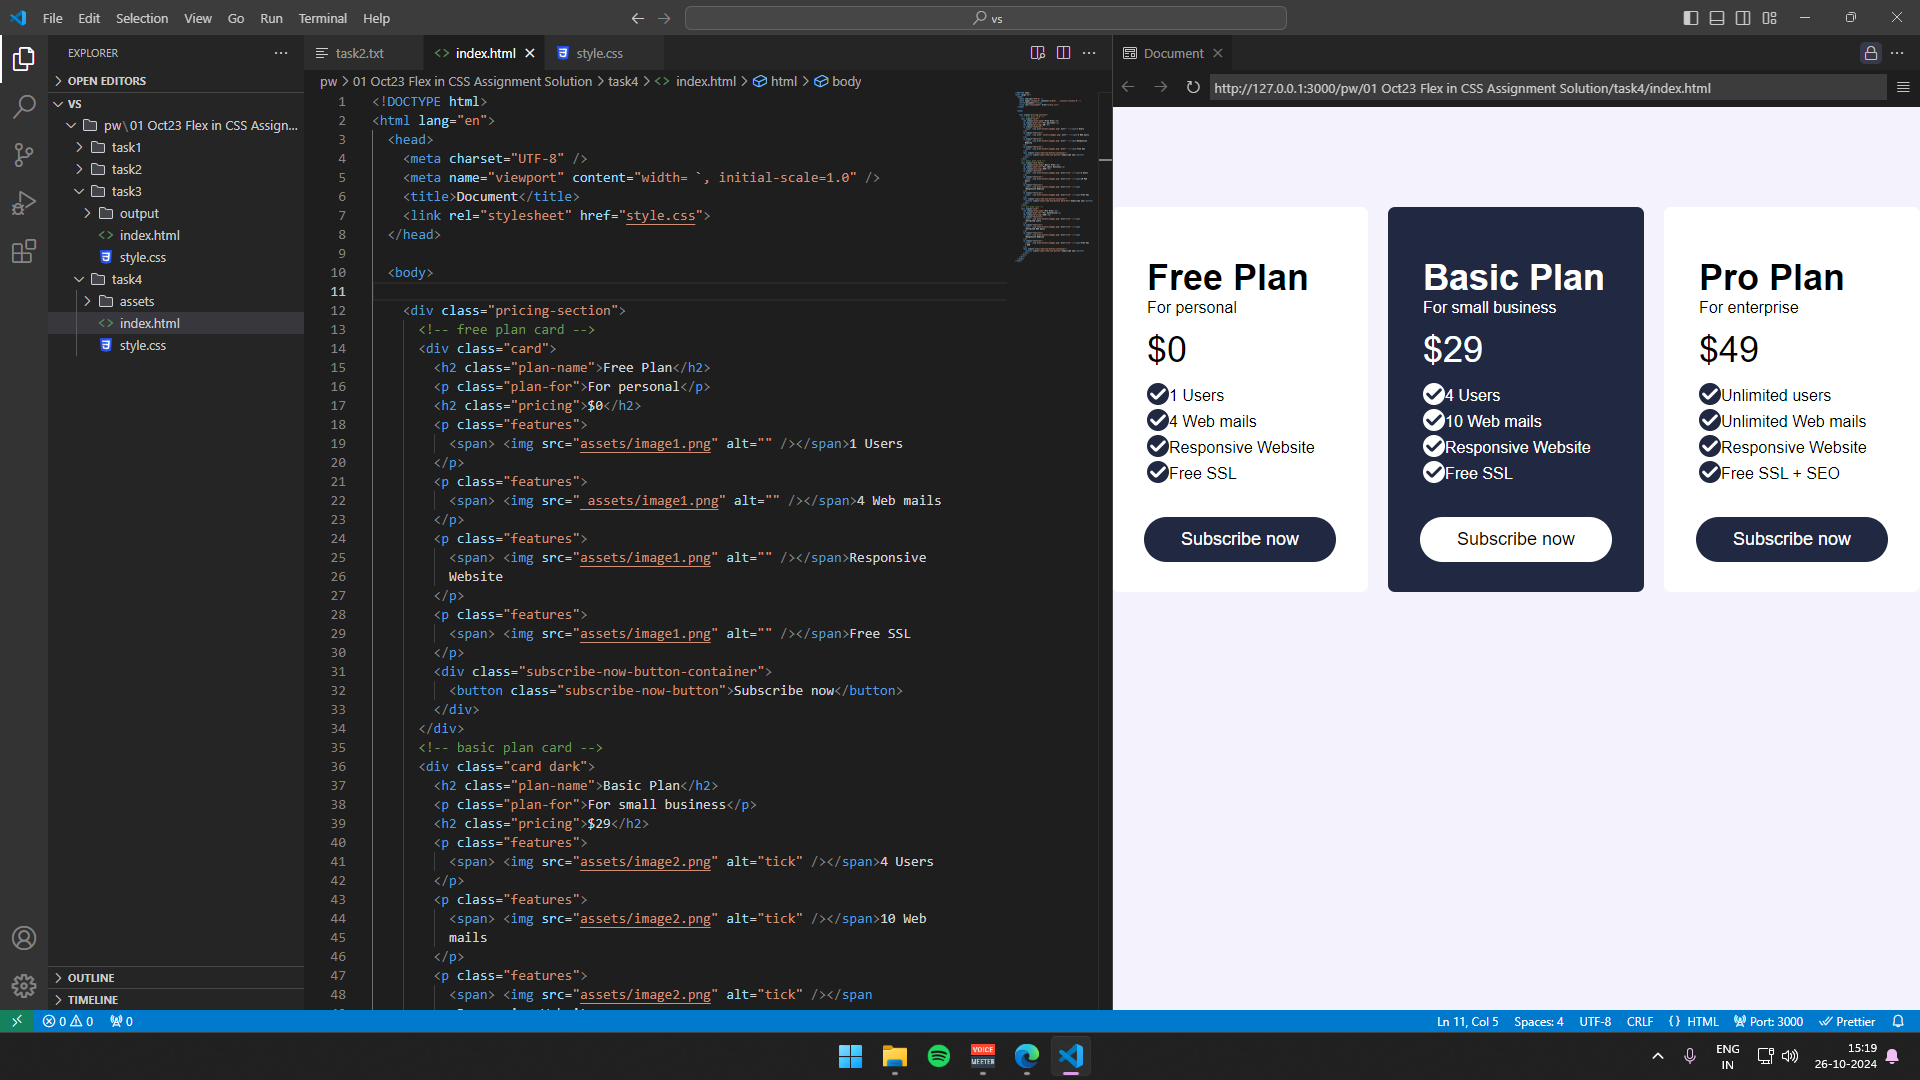 File Edit Selection View Go Run Terminal Help
vs
EXPLORER
OPEN EDITORS
VS
pw\01 Oct23 Flex in CSS Assign...
task1
task2
task3
output
index.html
style.css
task4
assets
index.html
style.css
OUTLINE
TIMELINE
task2.txt
index.html
style.css
pw > 01 Oct23 Flex in CSS Assignment Solution > task4 > index.html > html > body
1 <!DOCTYPE html>
2 <html lang="en">
3 <head>
4 <meta charset="UTF-8" />
5 <meta name="viewport" content="width= `, initial-scale=1.0" />
6 <title>Document</title>
7 <link rel="stylesheet" href="style.css">
8 </head>
9
10 <body>
11
12 <div class="pricing-section">
13 <!-- free plan card -->
14 <div class="card">
15 <h2 class="plan-name">Free Plan</h2>
16 <p class="plan-for">For personal</p>
17 <h2 class="pricing">$0</h2>
18 <p class="features">
19 <span> <img src="assets/image1.png" alt="" /></span>1 Users
20 </p>
21 <p class="features">
22 <span> <img src=" assets/image1.png" alt="" /></span>4 Web mails
23 </p>
24 <p class="features">
25 <span> <img src="assets/image1.png" alt="" /></span>Responsive
26 Website
27 </p>
28 <p class="features">
29 <span> <img src="assets/image1.png" alt="" /></span>Free SSL
30 </p>
31 <div class="subscribe-now-button-container">
32 <button class="subscribe-now-button">Subscribe now</button>
33 </div>
34 </div>
35 <!-- basic plan card -->
36 <div class="card dark">
37 <h2 class="plan-name">Basic Plan</h2>
38 <p class="plan-for">For small business</p>
39 <h2 class="pricing">$29</h2>
40 <p class="features">
41 <span> <img src="assets/image2.png" alt="tick" /></span>4 Users
42 </p>
43 <p class="features">
44 <span> <img src="assets/image2.png" alt="tick" /></span>10 Web
45 mails
46 </p>
47 <p class="features">
48 <span> <img src="assets/image2.png" alt="tick" /></span
Document
http://127.0.0.1:3000/pw/01 Oct23 Flex in CSS Assignment Solution/task4/index.html
Free Plan
For personal
$0
1 Users
4 Web mails
Responsive Website
Free SSL
Subscribe now
Basic Plan
For small business
$29
4 Users
10 Web mails
Responsive Website
Free SSL
Subscribe now
Pro Plan
For enterprise
$49
Unlimited users
Unlimited Web mails
Responsive Website
Free SSL + SEO
Subscribe now
0 0 0
Ln 11, Col 5 Spaces: 4 UTF-8 CRLF {} HTML Port: 3000 Prettier
VOICE
MEETER
ENG
IN
15:19
26-10-2024